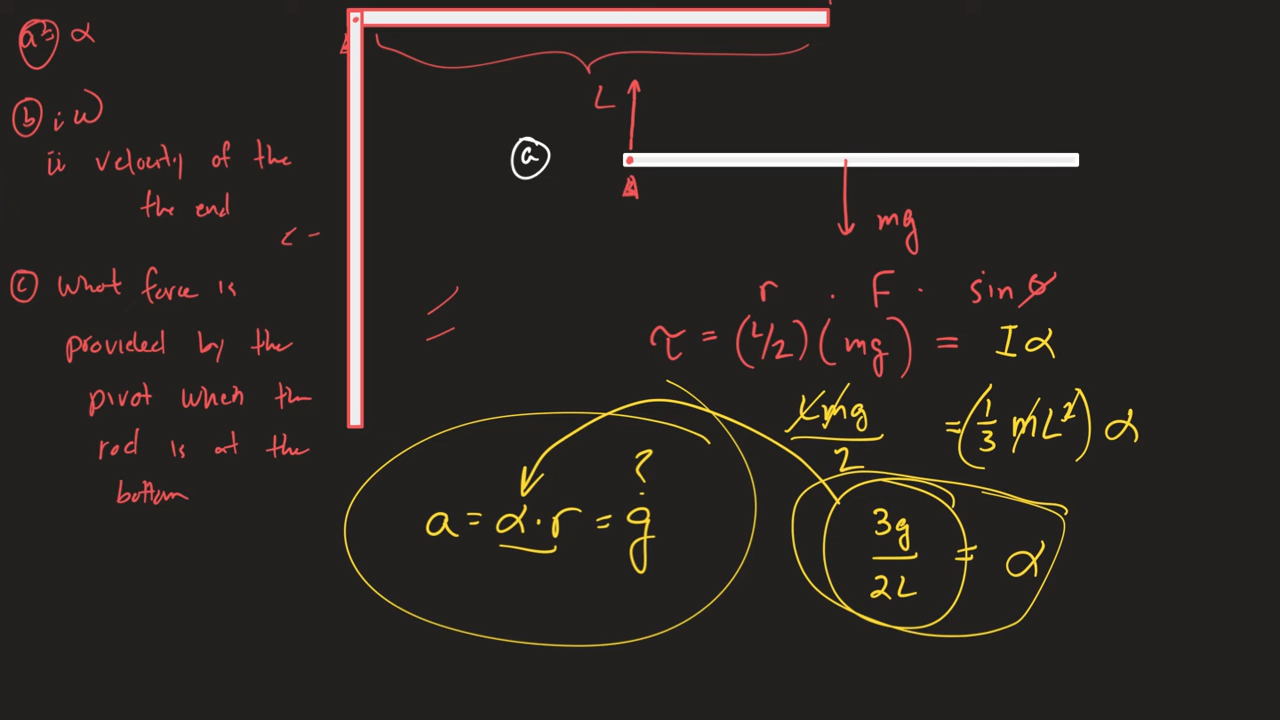 a= α
b i ω
ii velocity of the
the end
c what force is
provided by the
pivot when the
rod is at the
bottom
L
a
mg
r . F . sin θ
τ = (L/2)(mg) = Iα
Lmg/2 = (1/3 mL²) α
3g/2L = α
?
a = α · r = g